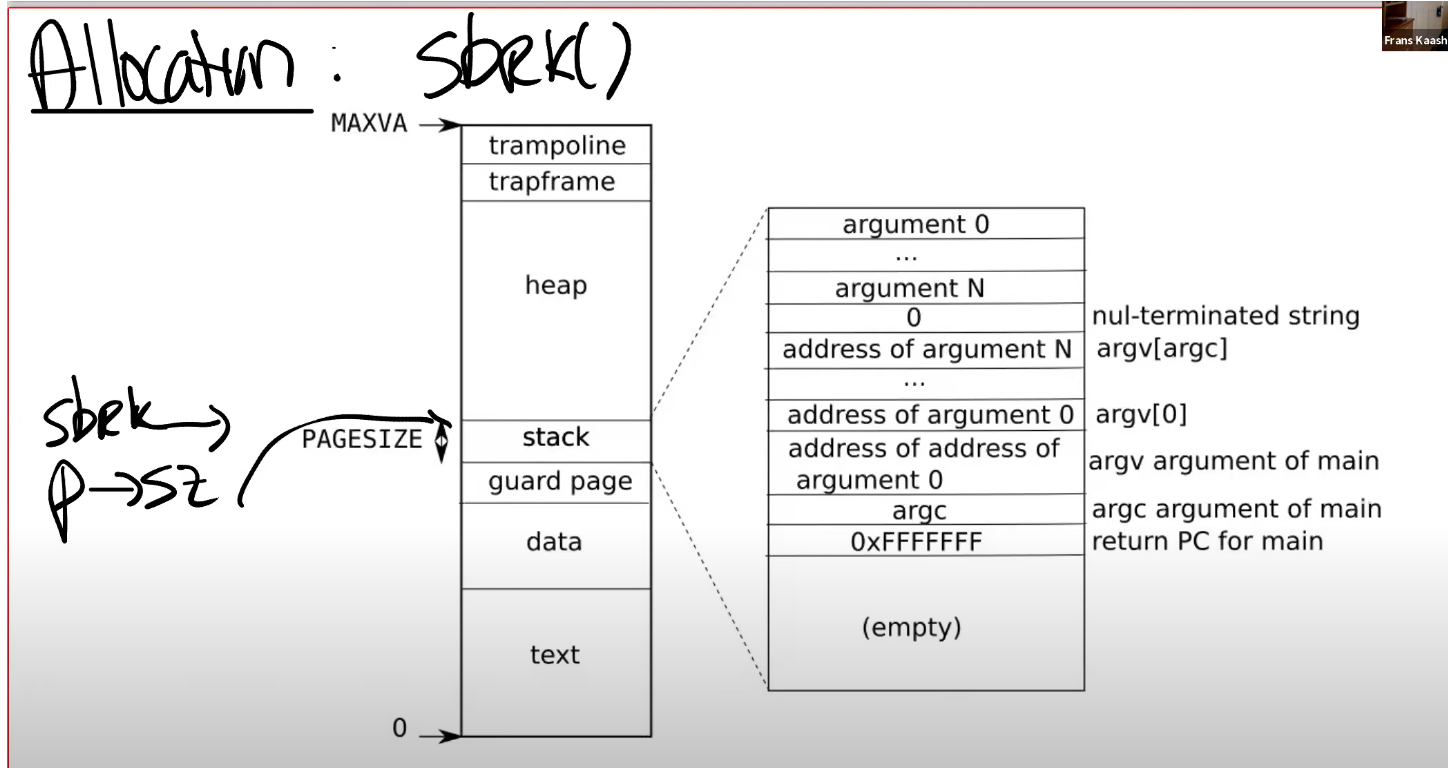 Allocation: sbrk()
Frans Kaash
MAXVA
trampoline
trapframe
heap
sbrk
PAGESIZE
stack
p→sz
guard page
data
text
0
argument 0
...
argument N
0 nul-terminated string
address of argument N argv[argc]
...
address of argument 0 argv[0]
address of address of
argument 0
argv argument of main
argc argc argument of main
0xFFFFFFF return PC for main
(empty)